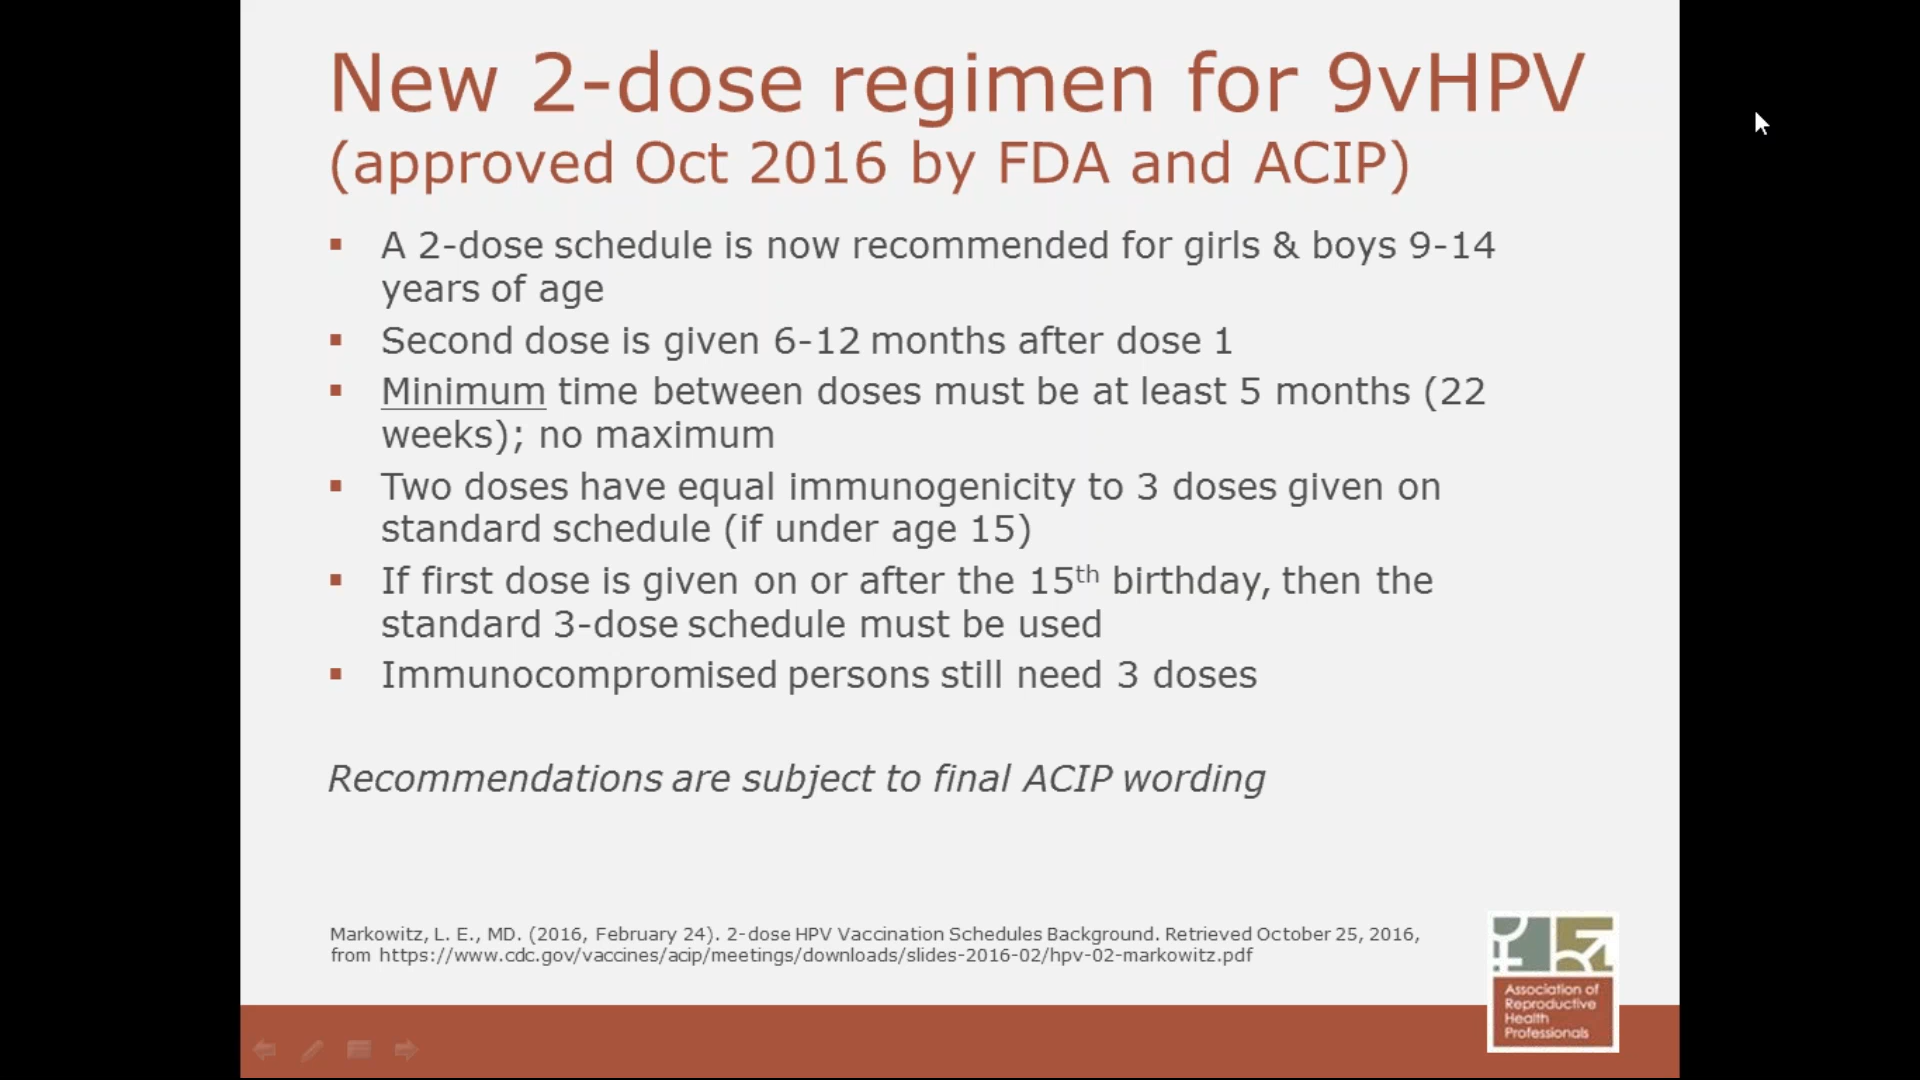 New 2-dose regimen for 9vHPV
(approved Oct 2016 by FDA and ACIP)
▪ A 2-dose schedule is now recommended for girls & boys 9-14
years of age
▪ Second dose is given 6-12 months after dose 1
▪ Minimum time between doses must be at least 5 months (22
weeks); no maximum
▪ Two doses have equal immunogenicity to 3 doses given on
standard schedule (if under age 15)
▪ If first dose is given on or after the 15th birthday, then the
standard 3-dose schedule must be used
▪ Immunocompromised persons still need 3 doses
Recommendations are subject to final ACIP wording
Markowitz, L. E., MD. (2016, February 24). 2-dose HPV Vaccination Schedules Background. Retrieved October 25, 2016,
from https://www.cdc.gov/vaccines/acip/meetings/downloads/slides-2016-02/hpv-02-markowitz.pdf
Association of
Reproductive
Health
Professionals